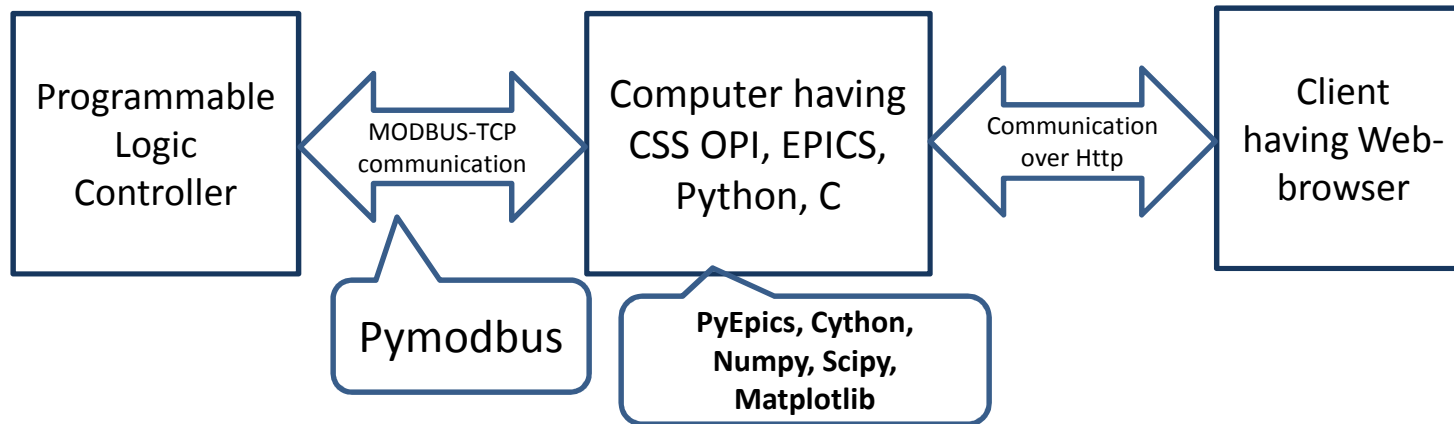 Programmable
Logic
Controller
MODBUS-TCP
communication
Computer having
CSS OPI, EPICS,
Python, C
Communication
over Http
Client
having Web-
browser
Pymodbus
PyEpics, Cython,
Numpy, Scipy,
Matplotlib